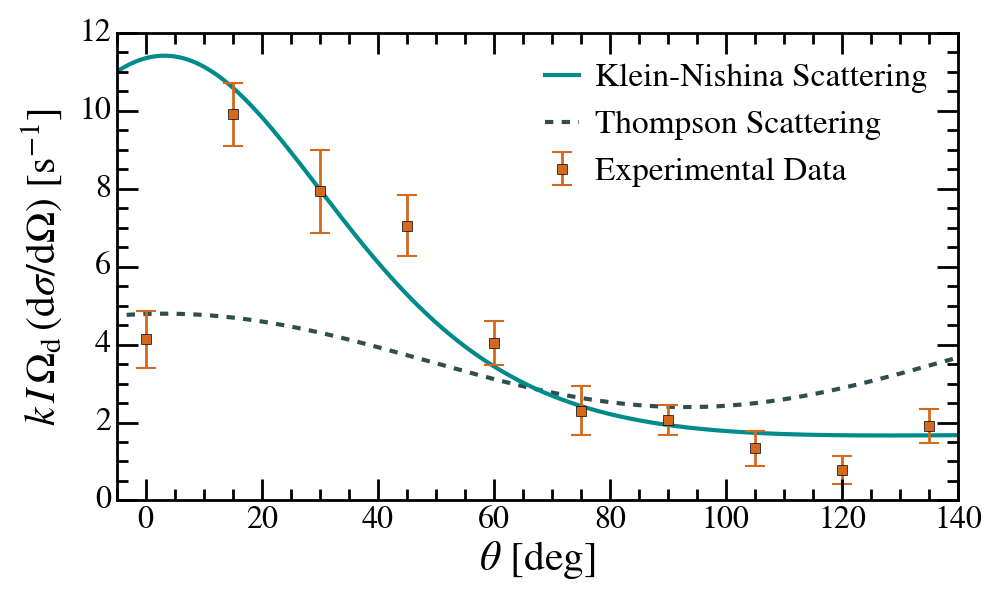 12
10
8
6
4
2
0
k I Ω_d (dσ/dΩ) [s⁻¹]
Klein-Nishina Scattering
Thompson Scattering
Experimental Data
0 20 40 60 80 100 120 140
θ [deg]